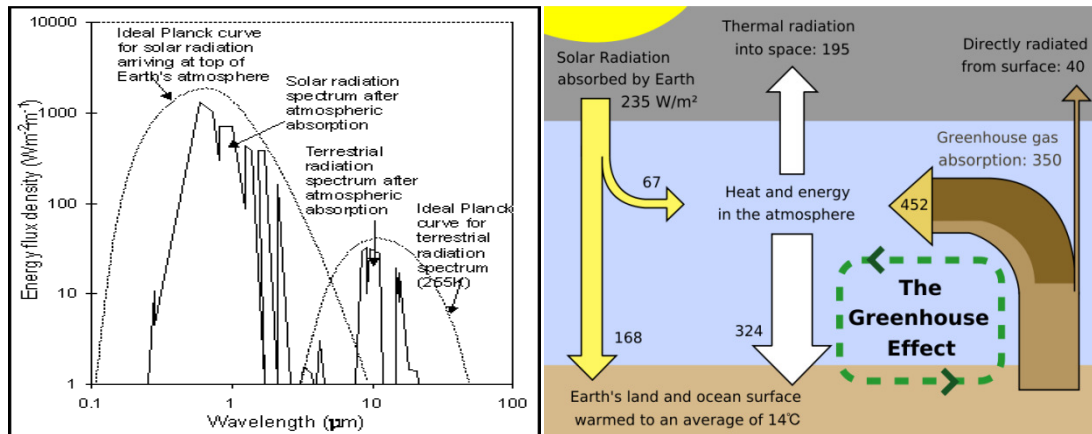 10000
1000
100
10
1
0.1
1
10
100
Energy flux density (Wm⁻²m⁻¹)
Wavelength (μm)
Ideal Planck curve
for solar radiation
arriving at top of
Earth's atmosphere
Solar radiation
spectrum after
atmospheric
absorption
Terrestrial
radiation
spectrum after
atmospheric
absorption
Ideal Planck
curve for
terrestrial
radiation
spectrum
(255K)
Solar Radiation
absorbed by Earth
235 W/m²
Thermal radiation
into space: 195
Directly radiated
from surface: 40
Greenhouse gas
absorption: 350
67
Heat and energy
in the atmosphere
452
The
Greenhouse
Effect
168
324
Earth's land and ocean surface
warmed to an average of 14℃